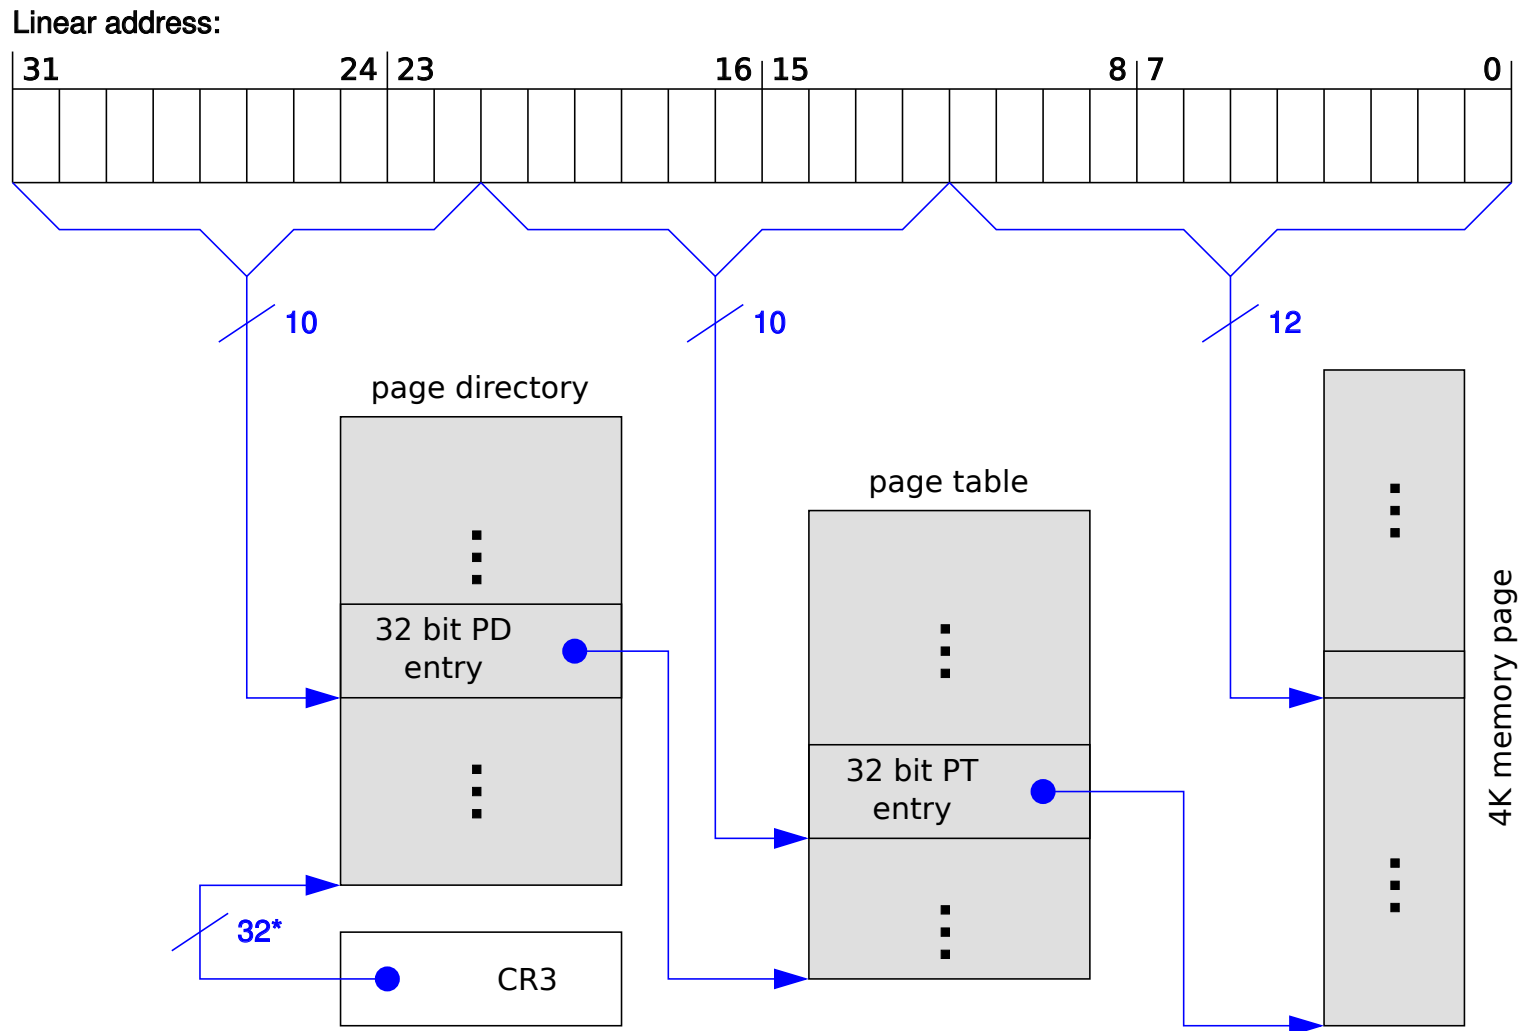 Linear address:
31 24 23 16 15 8 7 0
10 10 12
page directory
page table
32 bit PD
entry
32 bit PT
entry
4K memory page
32*
CR3